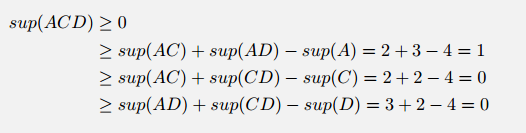 sup(ACD) ≥ 0
≥ sup(AC) + sup(AD) − sup(A) = 2 + 3 − 4 = 1
≥ sup(AC) + sup(CD) − sup(C) = 2 + 2 − 4 = 0
≥ sup(AD) + sup(CD) − sup(D) = 3 + 2 − 4 = 0